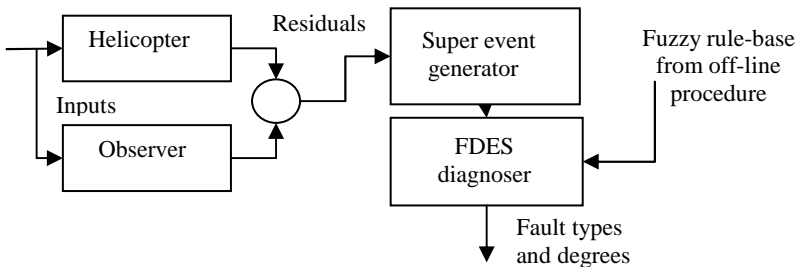 Residuals
Helicopter
Super event
generator
Fuzzy rule-base
from off-line
procedure
Inputs
Observer
FDES
diagnoser
Fault types
and degrees